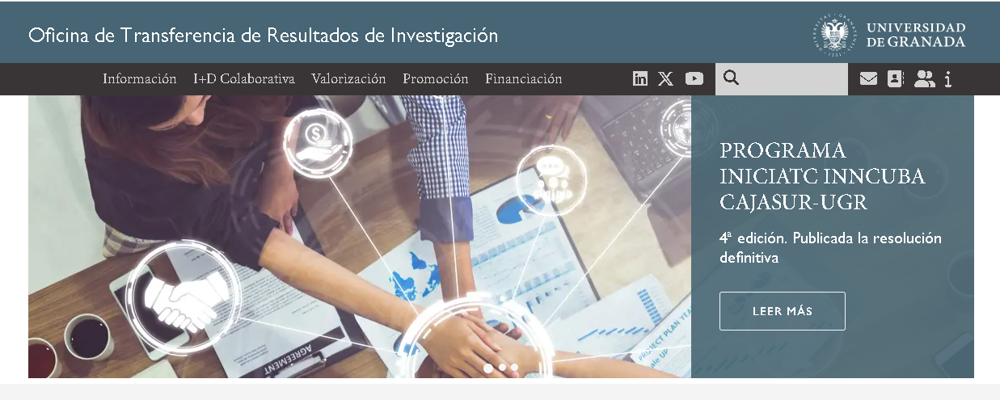 Oficina de Transferencia de Resultados de Investigación
UNIVERSIDAD
DE GRANADA
Información I+D Colaborativa Valorización Promoción Financiación
PROGRAMA
INICIATC INNCUBA
CAJASUR-UGR
4ª edición. Publicada la resolución
definitiva
LEER MÁS
AGREEMENT
PROJECT PLAN